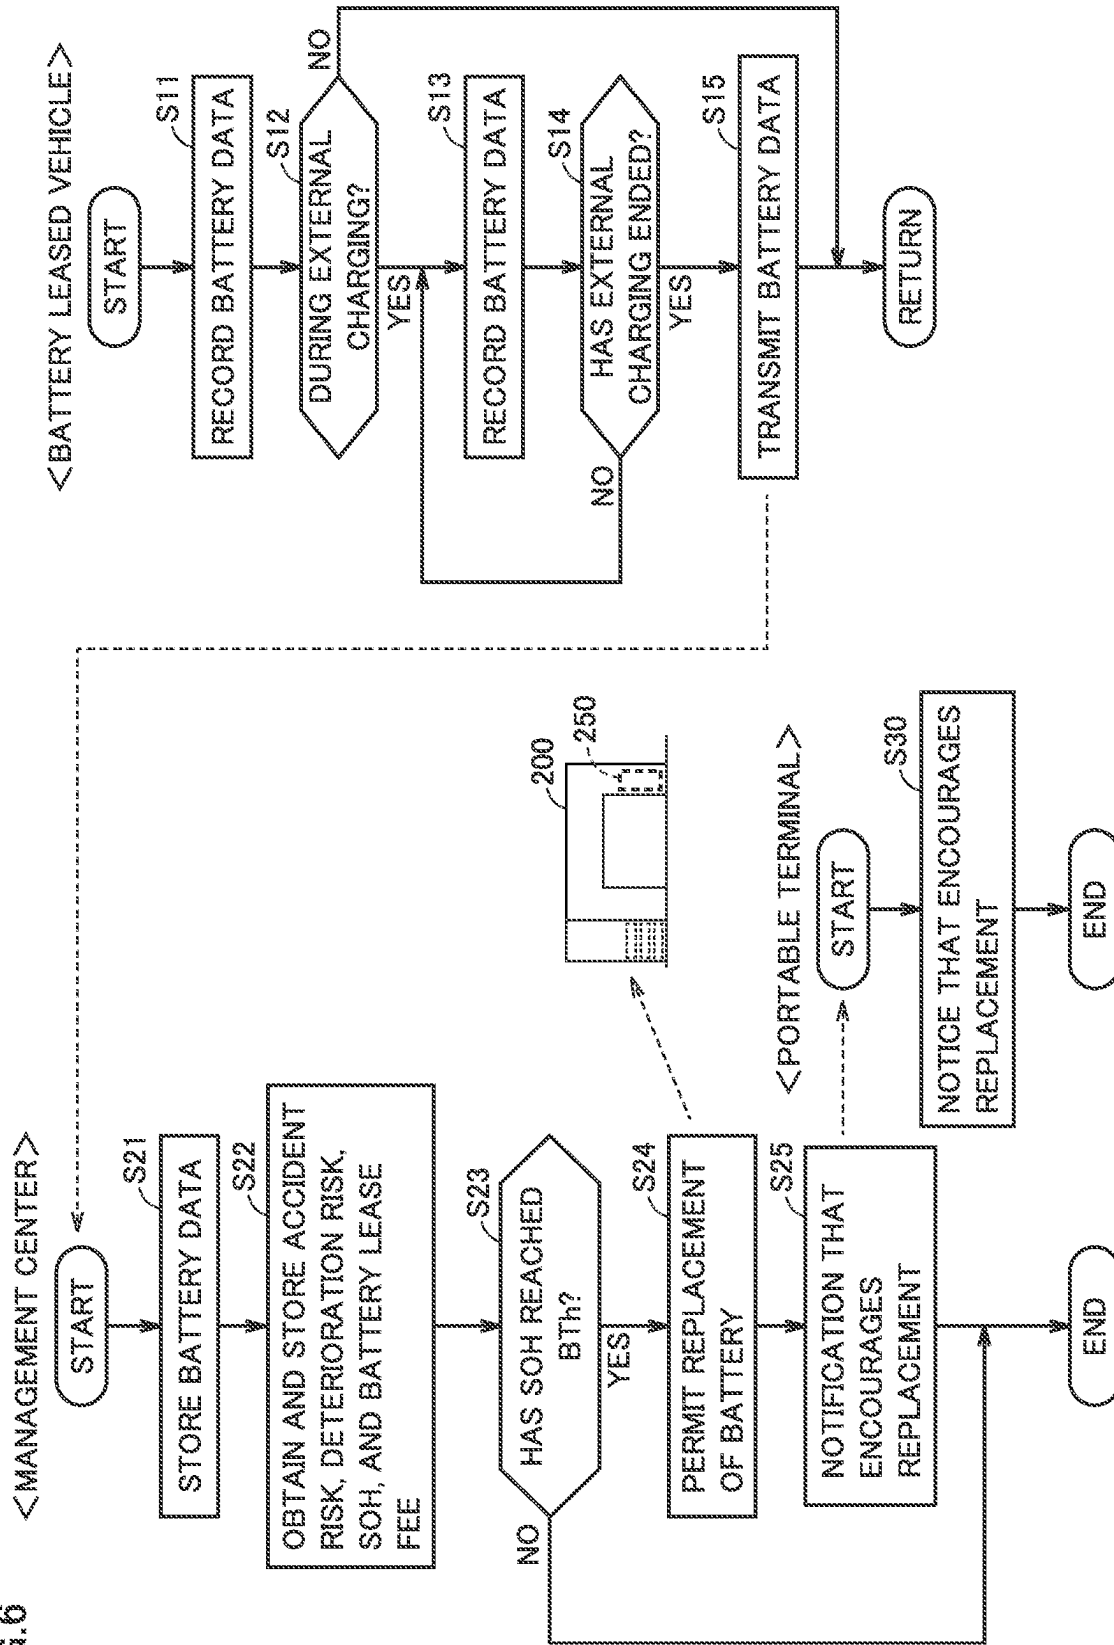 <MANAGEMENT CENTER>
START
S21
STORE BATTERY DATA
S22
OBTAIN AND STORE ACCIDENT
RISK, DETERIORATION RISK,
SOH, AND BATTERY LEASE
FEE
S23
HAS SOH REACHED
BTh?
NO
YES
S24
PERMIT REPLACEMENT
OF BATTERY
S25
NOTIFICATION THAT
ENCOURAGES
REPLACEMENT
END
200
250
<PORTABLE TERMINAL>
START
S30
NOTICE THAT ENCOURAGES
REPLACEMENT
END
<BATTERY LEASED VEHICLE>
START
S11
RECORD BATTERY DATA
S12
DURING EXTERNAL
CHARGING?
NO
YES
S13
RECORD BATTERY DATA
S14
HAS EXTERNAL
CHARGING ENDED?
NO
YES
S15
TRANSMIT BATTERY DATA
RETURN